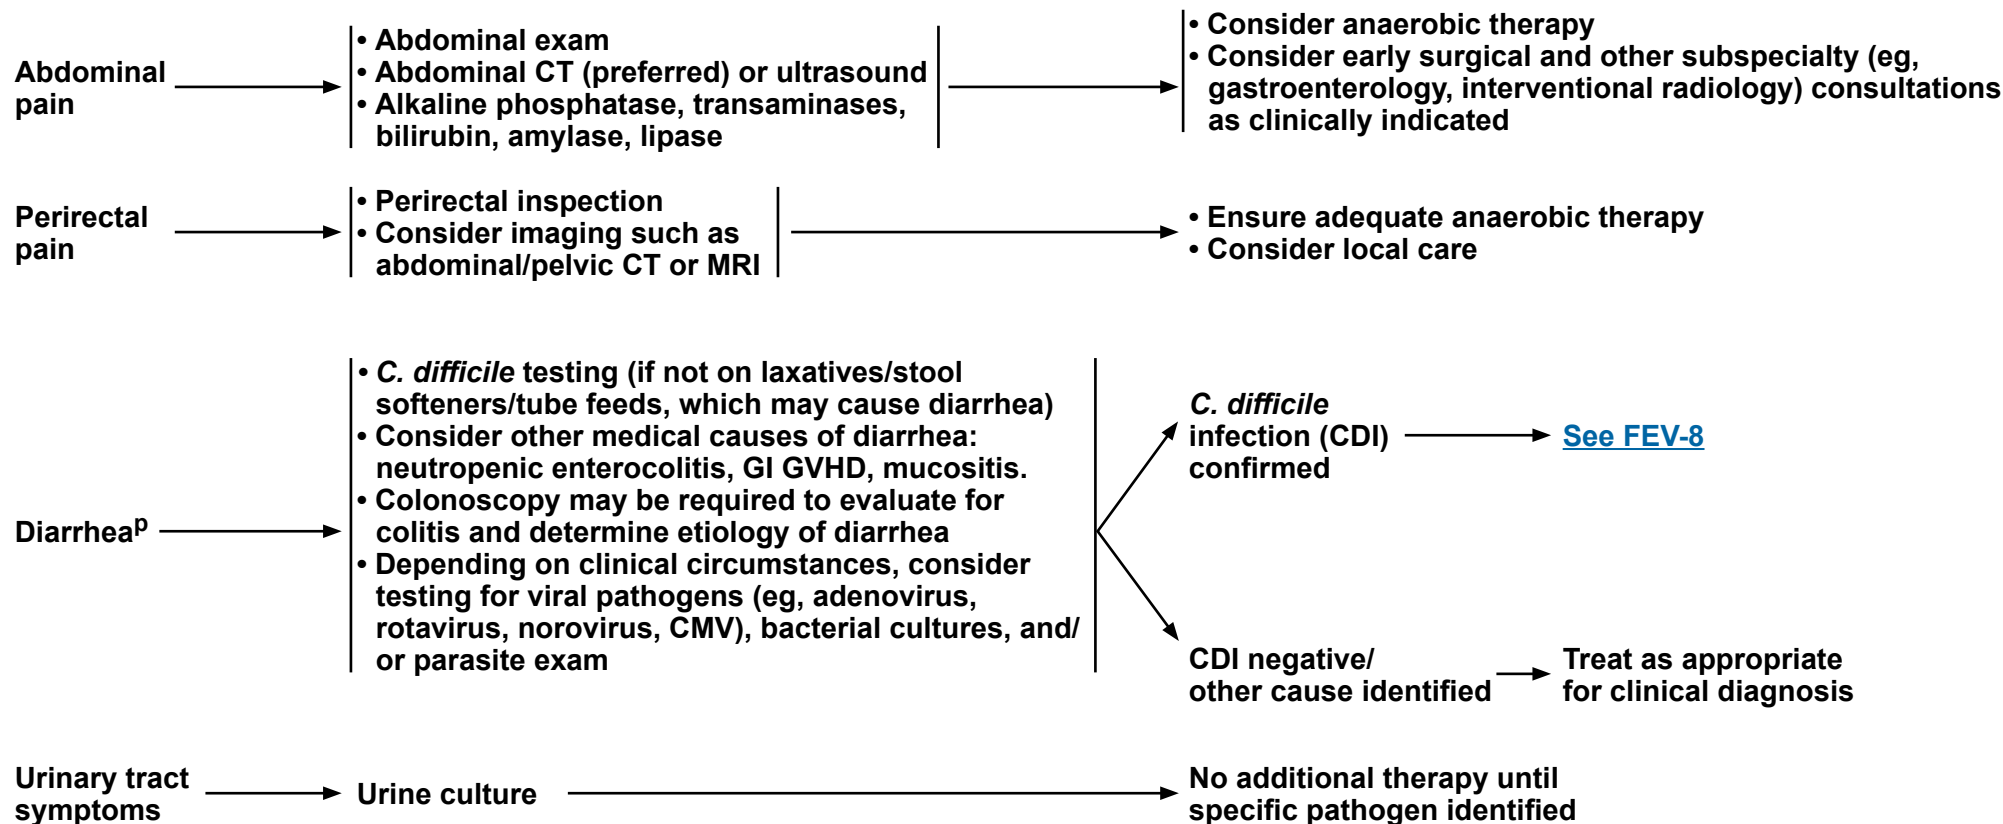 Abdominal
pain
• Abdominal exam
• Abdominal CT (preferred) or ultrasound
• Alkaline phosphatase, transaminases,
bilirubin, amylase, lipase
• Consider anaerobic therapy
• Consider early surgical and other subspecialty (eg,
gastroenterology, interventional radiology) consultations
as clinically indicated
Perirectal
pain
• Perirectal inspection
• Consider imaging such as
abdominal/pelvic CT or MRI
• Ensure adequate anaerobic therapy
• Consider local care
Diarrheaᵖ
• C. difficile testing (if not on laxatives/stool
softeners/tube feeds, which may cause diarrhea)
• Consider other medical causes of diarrhea:
neutropenic enterocolitis, GI GVHD, mucositis.
• Colonoscopy may be required to evaluate for
colitis and determine etiology of diarrhea
• Depending on clinical circumstances, consider
testing for viral pathogens (eg, adenovirus,
rotavirus, norovirus, CMV), bacterial cultures, and/
or parasite exam
C. difficile
infection (CDI)
confirmed
See FEV-8
CDI negative/
other cause identified
Treat as appropriate
for clinical diagnosis
Urinary tract
symptoms
Urine culture
No additional therapy until
specific pathogen identified